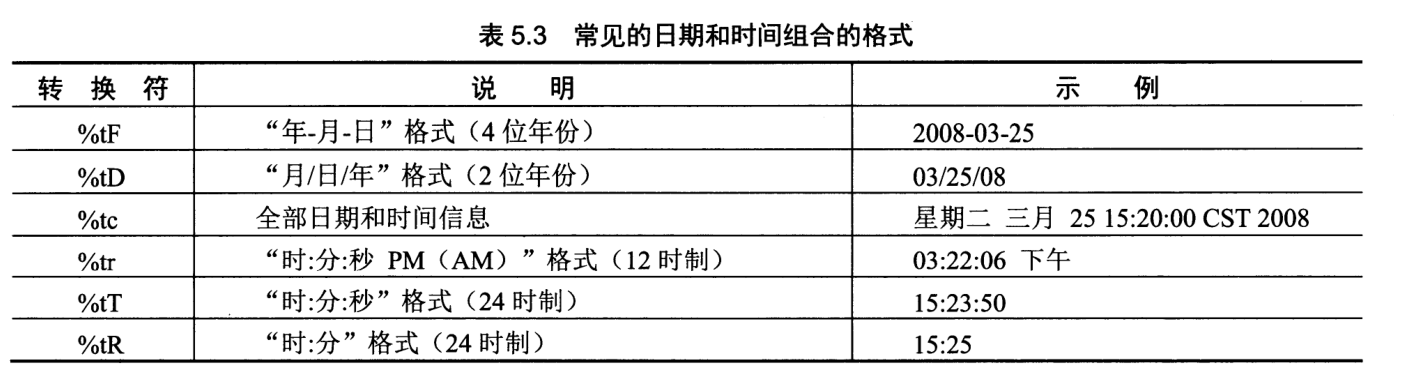 表 5.3 常见的日期和时间组合的格式
转 换 符 说 明 示 例
%tF “年-月-日”格式（4 位年份） 2008-03-25
%tD “月/日/年”格式（2 位年份） 03/25/08
%tc 全部日期和时间信息 星期二 三月 25 15:20:00 CST 2008
%tr “时:分:秒 PM（AM）”格式（12 时制） 03:22:06 下午
%tT “时:分:秒”格式（24 时制） 15:23:50
%tR “时:分”格式（24 时制） 15:25